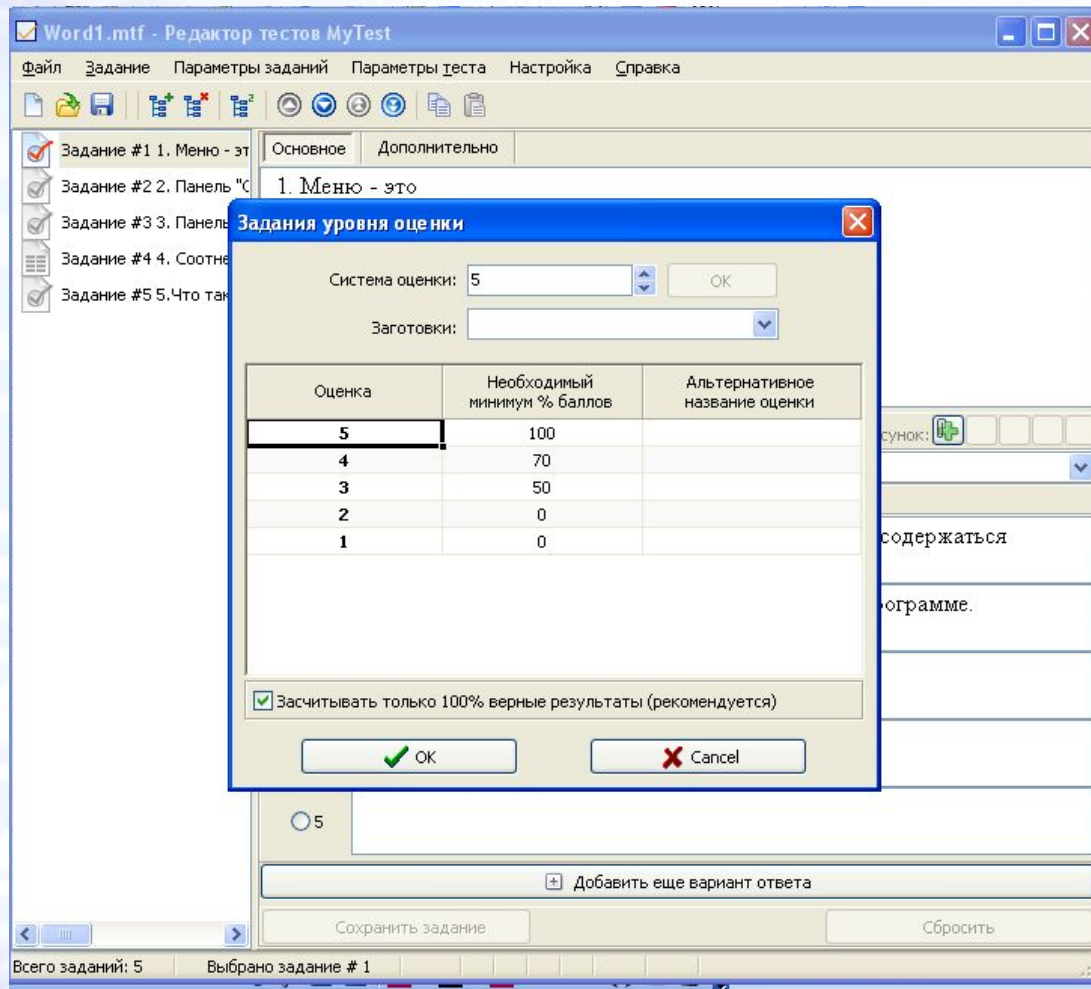 Word1.mtf - Редактор тестов MyTest
Файл Задание Параметры заданий Параметры теста Настройка Справка
Задание #1 1. Меню - эт
Задание #2 2. Панель "С
Задание #3 3. Панель
Задание #4 4. Соотне
Задание #5 5.Что так
Основное Дополнительно
1. Меню - это
Задания уровня оценки
Система оценки: 5 OK
Заготовки:
Оценка Необходимый минимум % баллов Альтернативное название оценки
5 100
4 70
3 50
2 0
1 0
Засчитывать только 100% верные результаты (рекомендуется)
OK Cancel
сунок:
содержаться
ограмме.
5
Добавить еще вариант ответа
Сохранить задание Сбросить
Всего заданий: 5 Выбрано задание # 1